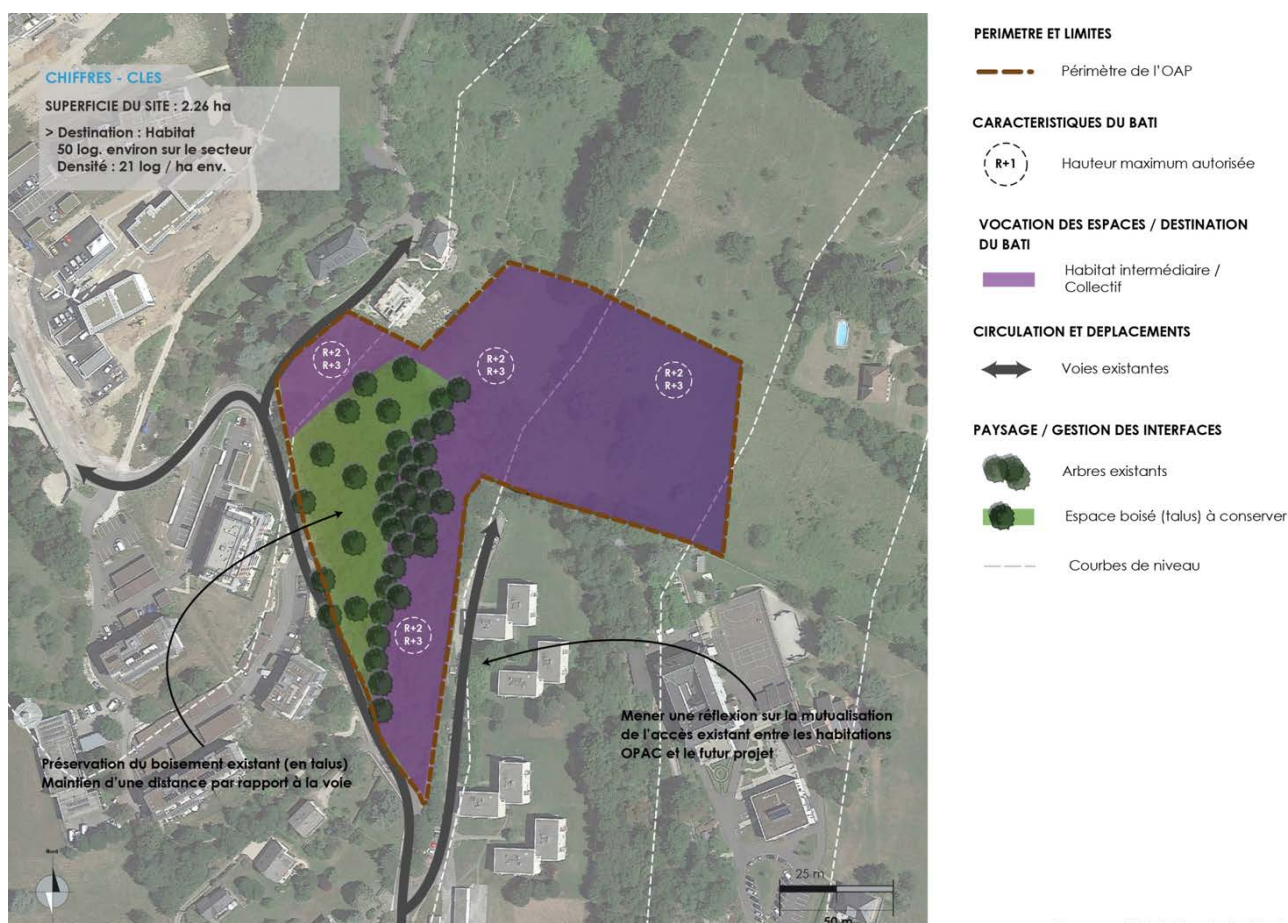 CHIFFRES - CLES
SUPERFICIE DU SITE : 2.26 ha
> Destination : Habitat
50 log. environ sur le secteur
Densité : 21 log / ha env.
R+2
R+3
R+2
R+3
R+2
R+3
R+2
R+3
Préservation du boisement existant (en talus)
Maintien d'une distance par rapport à la voie
Mener une réflexion sur la mutualisation
de l'accès existant entre les habitations
OPAC et le futur projet
Nord
25 m
50 m
PERIMETRE ET LIMITES
Périmètre de l'OAP
CARACTERISTIQUES DU BATI
R+1
Hauteur maximum autorisée
VOCATION DES ESPACES / DESTINATION
DU BATI
Habitat intermédiaire /
Collectif
CIRCULATION ET DEPLACEMENTS
Voies existantes
PAYSAGE / GESTION DES INTERFACES
Arbres existants
Espace boisé (talus) à conserver
Courbes de niveau